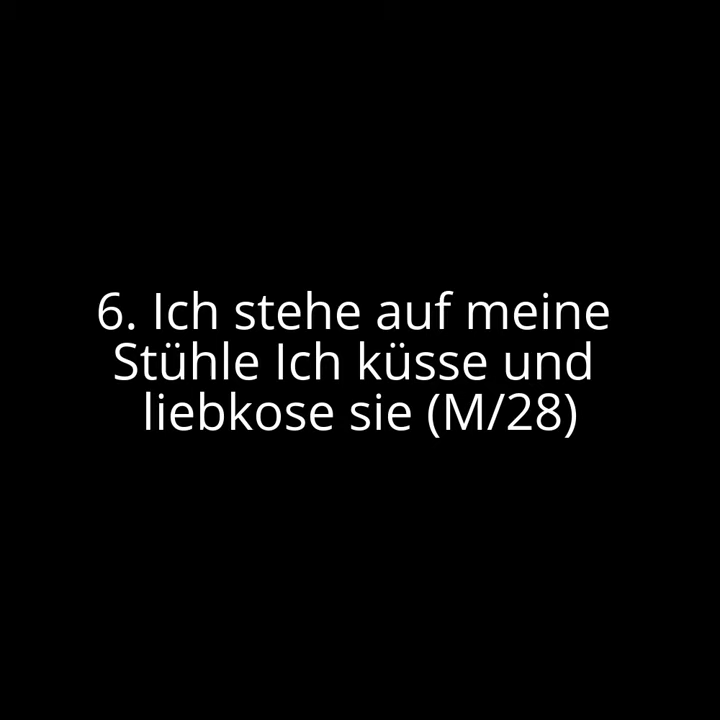 6. Ich stehe auf meine
Stühle Ich küsse und
liebkose sie (M/28)